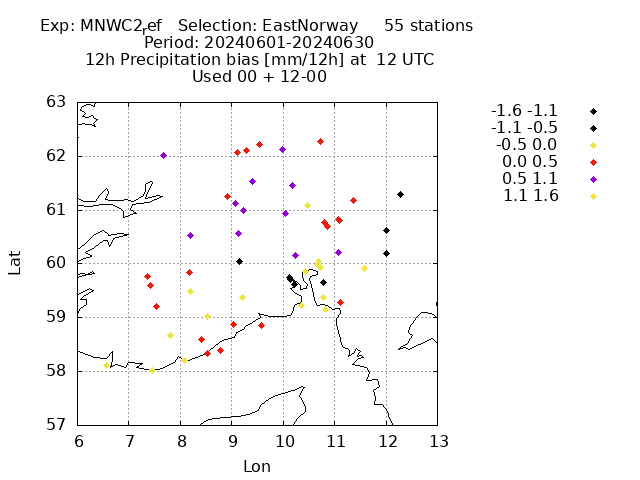 Exp: MNWC2ref Selection: EastNorway 55 stations
Period: 20240601-20240630
12h Precipitation bias [mm/12h] at 12 UTC
Used 00 + 12-00
-1.6 -1.1
-1.1 -0.5
-0.5 0.0
0.0 0.5
0.5 1.1
1.1 1.6
63
62
61
60
59
58
57
Lat
6 7 8 9 10 11 12 13
Lon